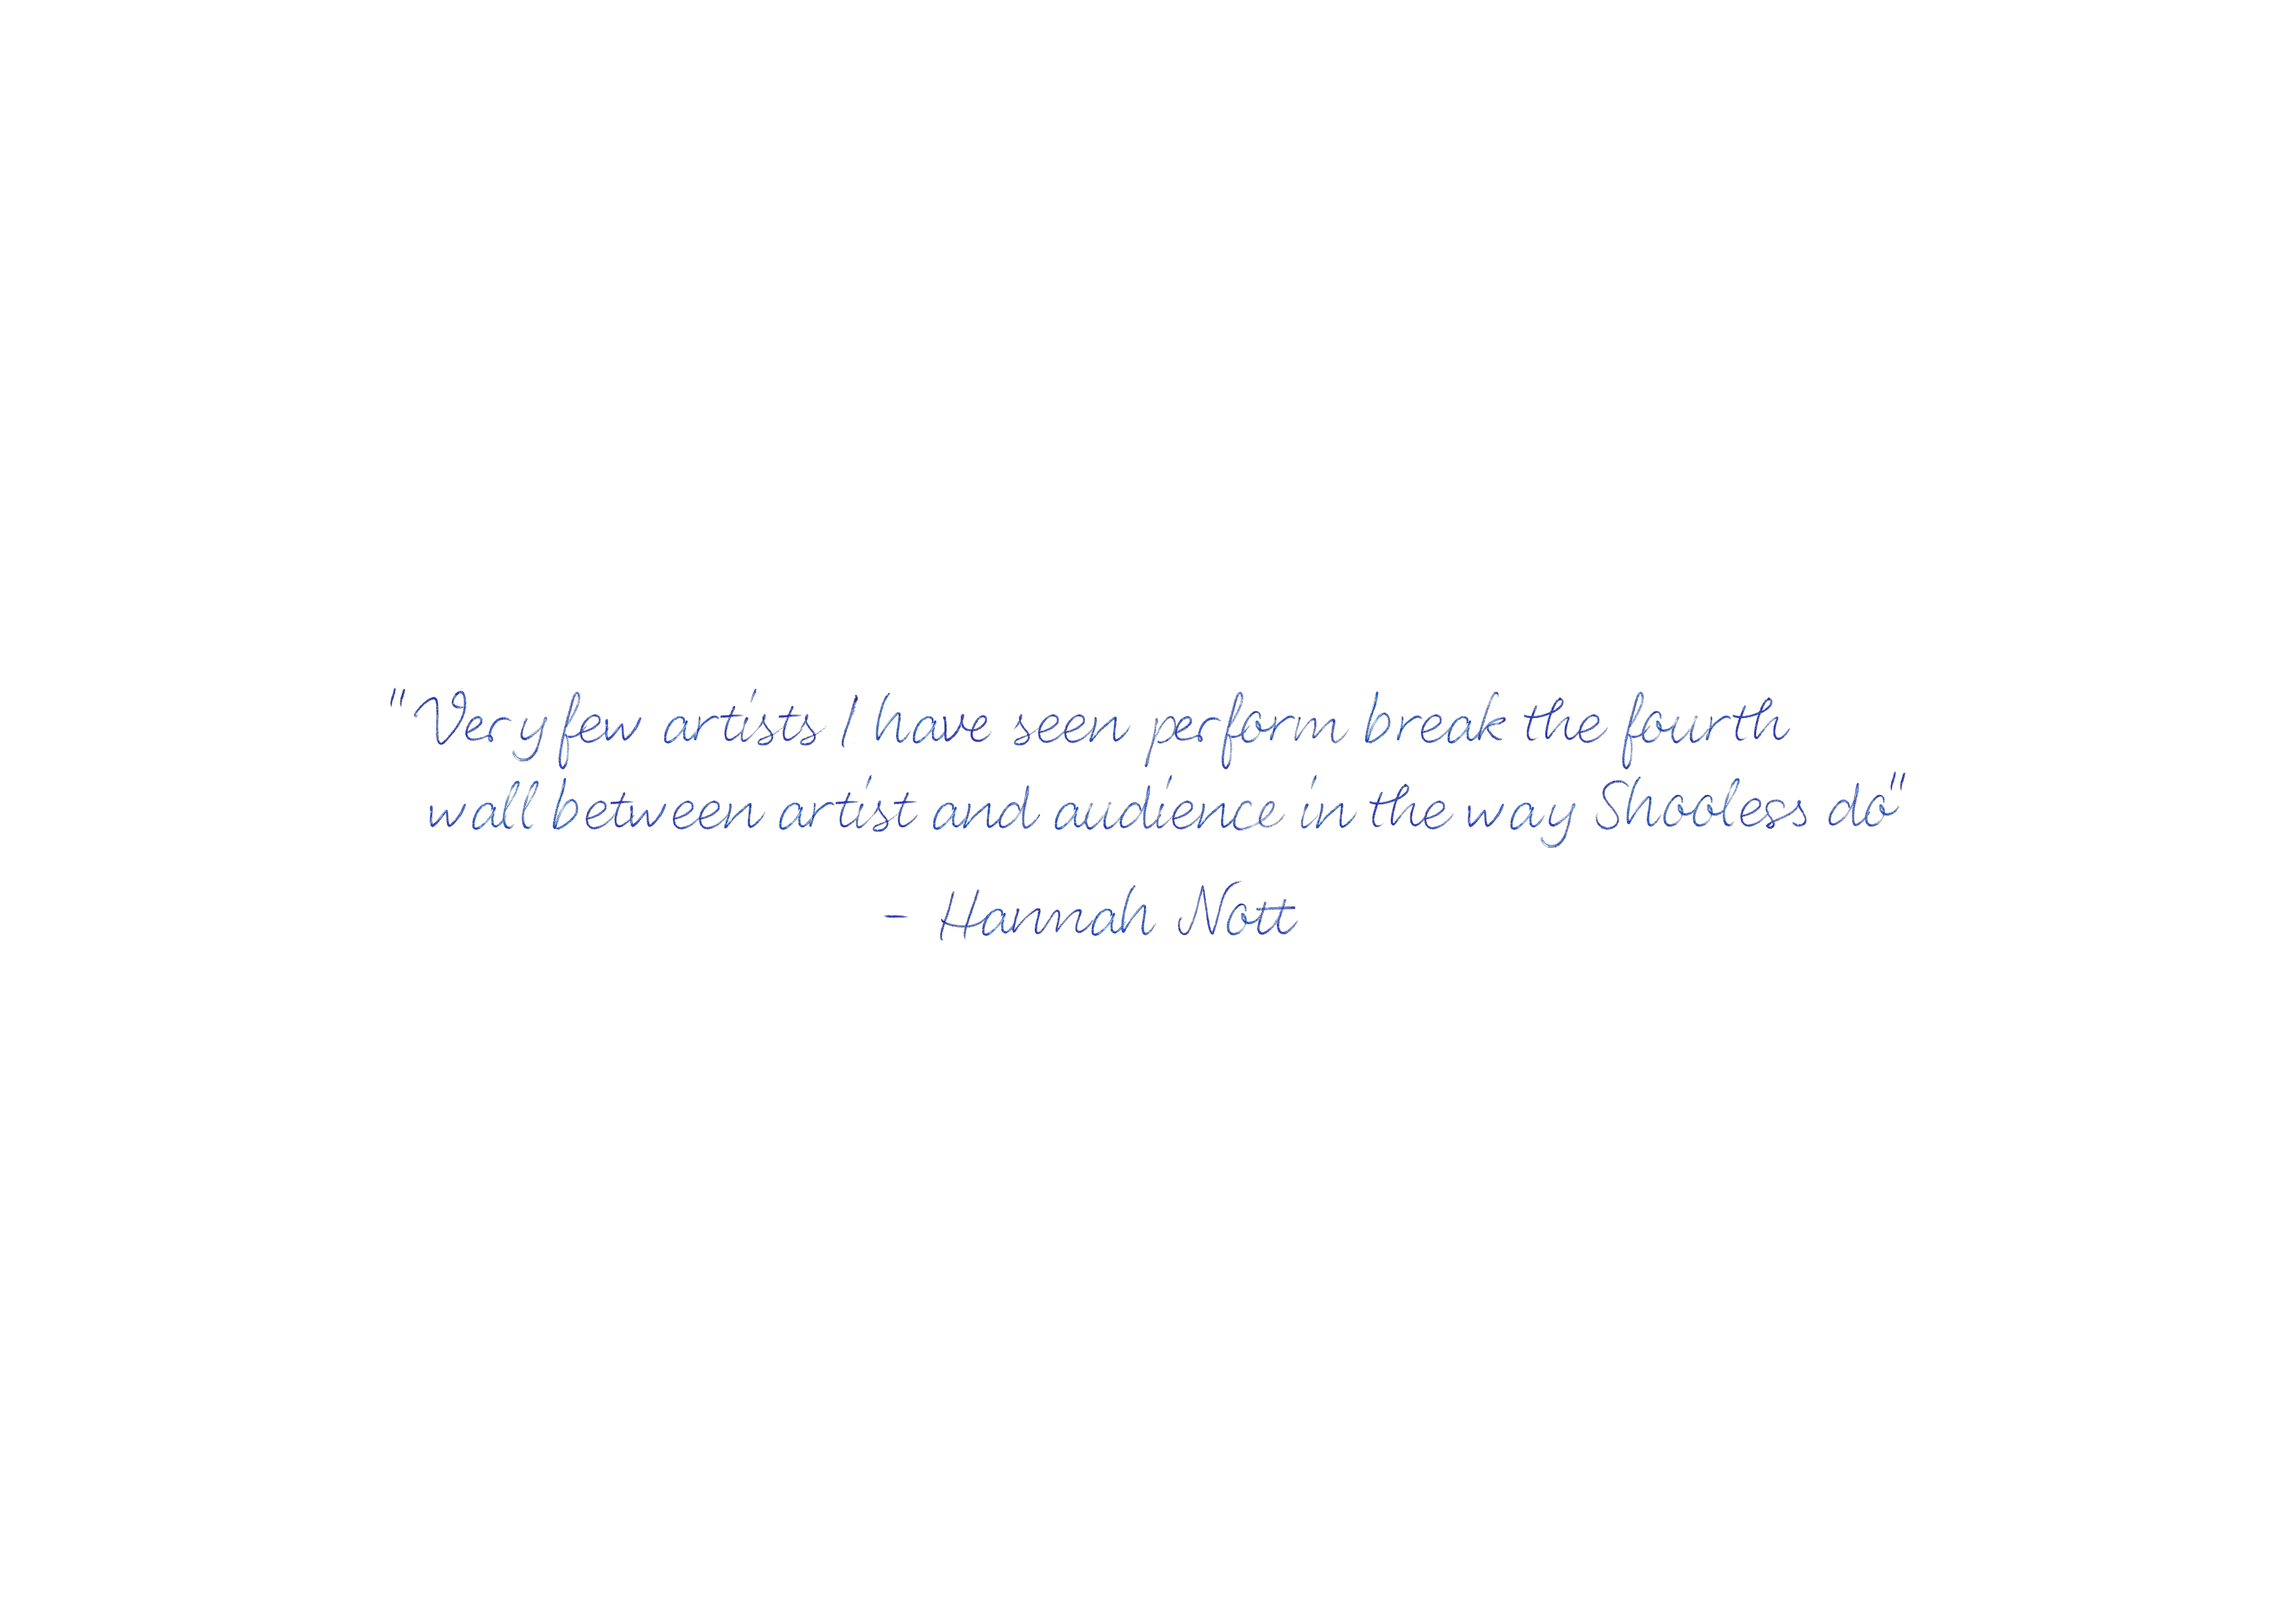 "Very few artists I have seen perform break the fourth
wall between artist and audience in the way Shooless do"
- Hannah Nott